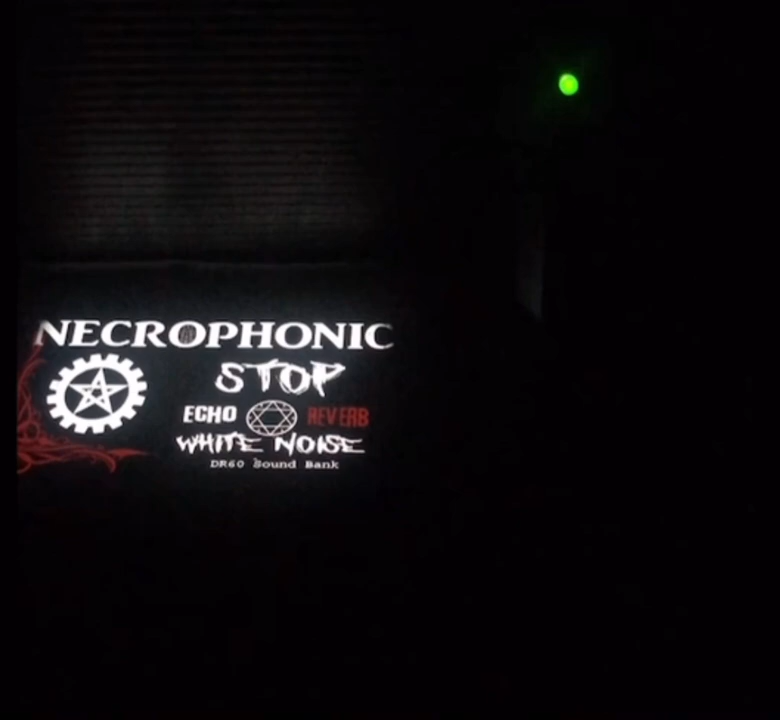 NECROPHONIC
STOP
ECHO REVERB
WHITE NOISE
DR60 Sound Bank